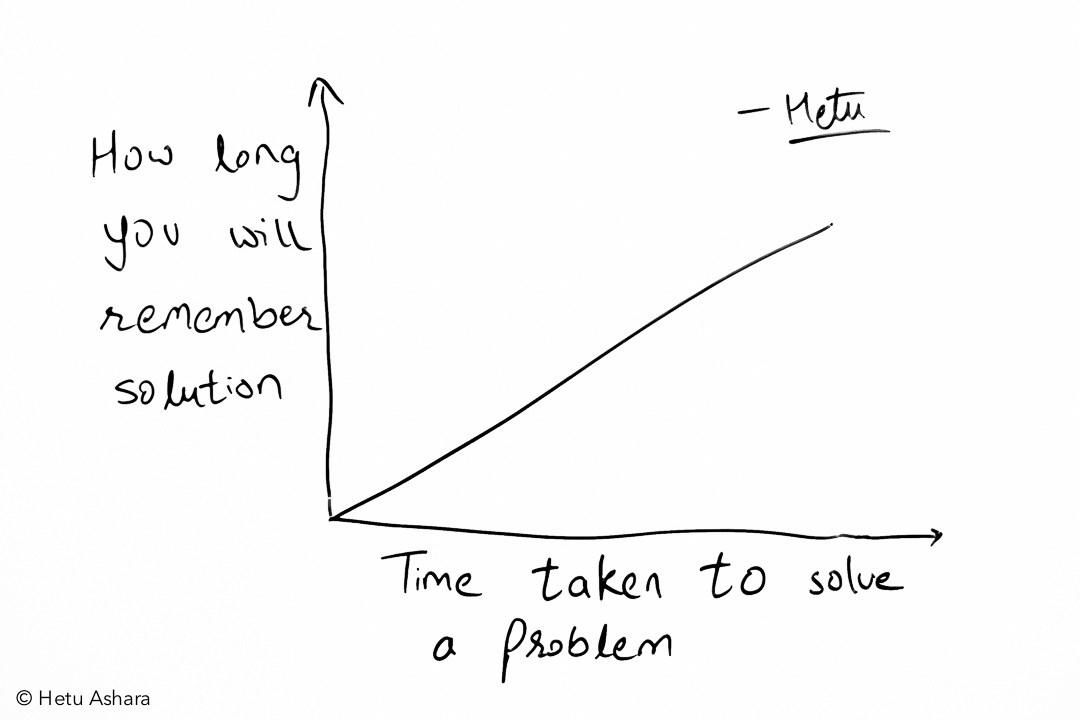 - Hetu
How long
you will
remember
solution
Time taken to solve
a problem
© Hetu Ashara